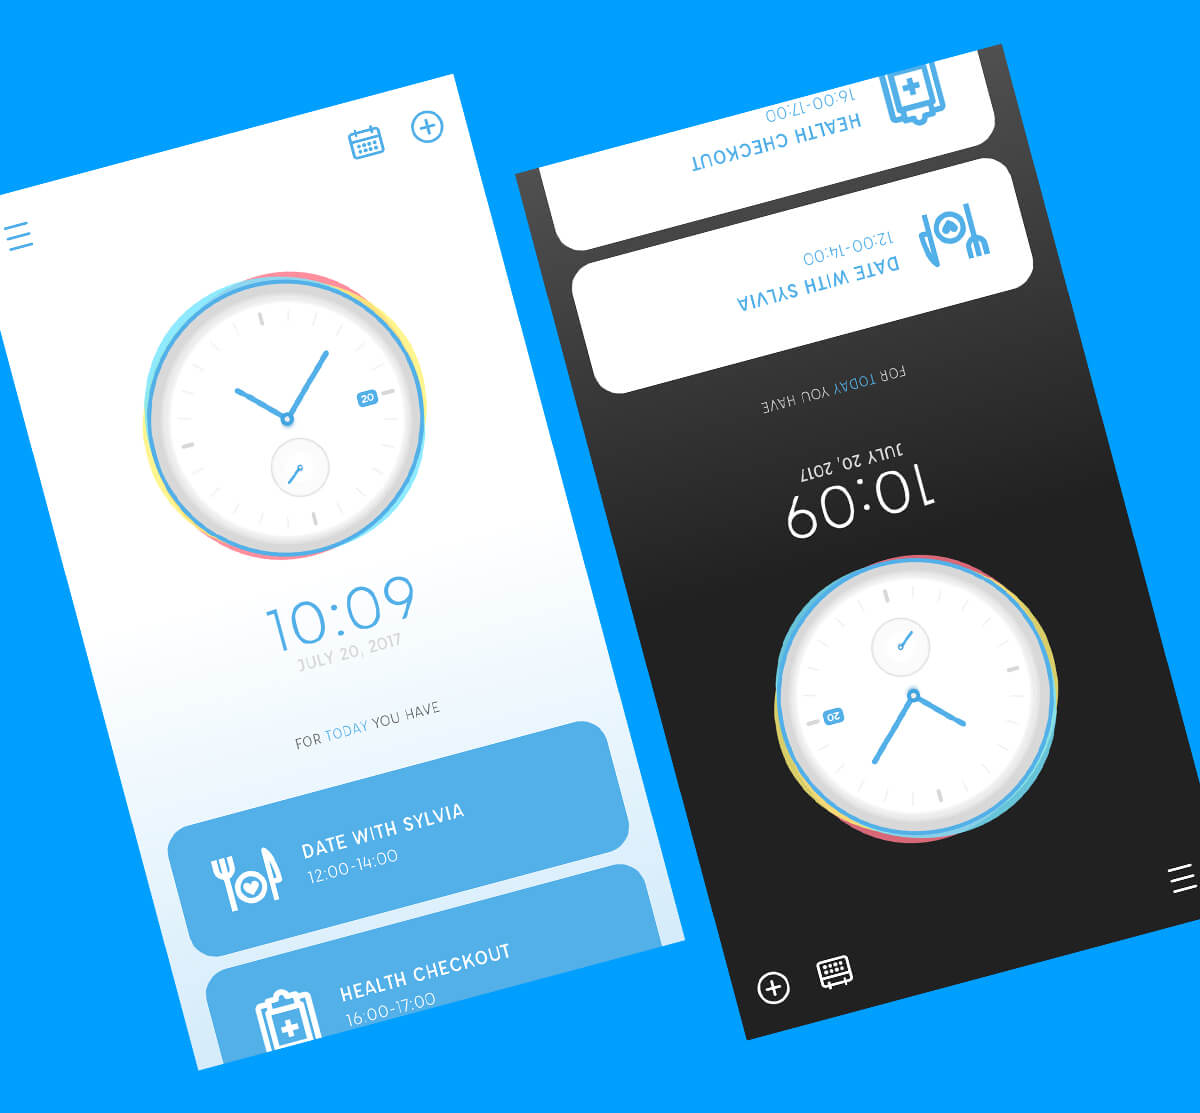 20
10:09
JULY 20, 2017
FOR TODAY YOU HAVE
DATE WITH SYLVIA
12:00-14:00
HEALTH CHECKOUT
16:00-17:00
20
10:09
JULY 20, 2017
FOR TODAY YOU HAVE
DATE WITH SYLVIA
12:00-14:00
HEALTH CHECKOUT
16:00-17:00